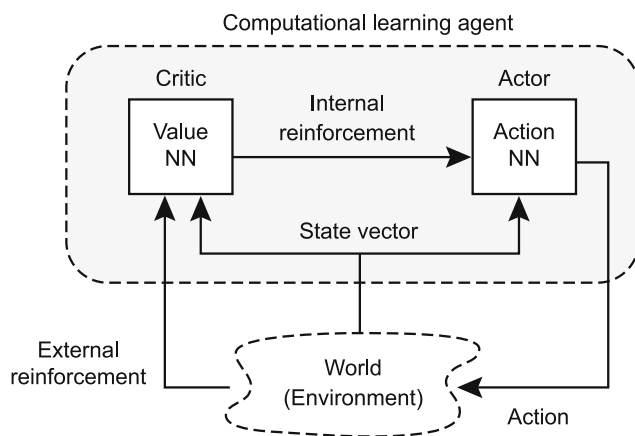 Computational learning agent
Critic
Actor
Value
NN
Internal
reinforcement
Action
NN
State vector
External
reinforcement
World
(Environment)
Action